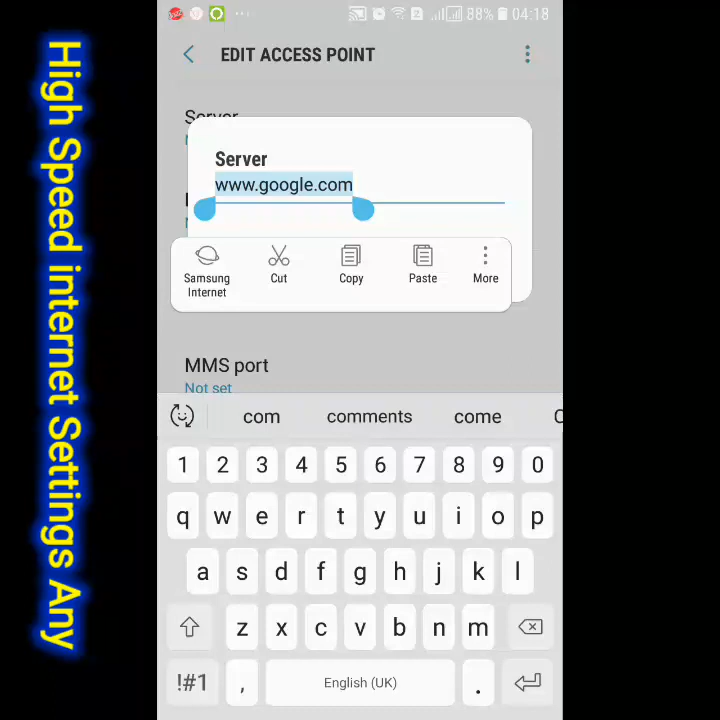 High Speed internet Settings Any
88% 04:18
EDIT ACCESS POINT
Server
Server
www.google.com
Samsung
Internet
Cut
Copy
Paste
More
MMS port
Not set
com
comments
come
1 2 3 4 5 6 7 8 9 0
q w e r t y u i o p
a s d f g h j k l
z x c v b n m
!#1 , English (UK) .